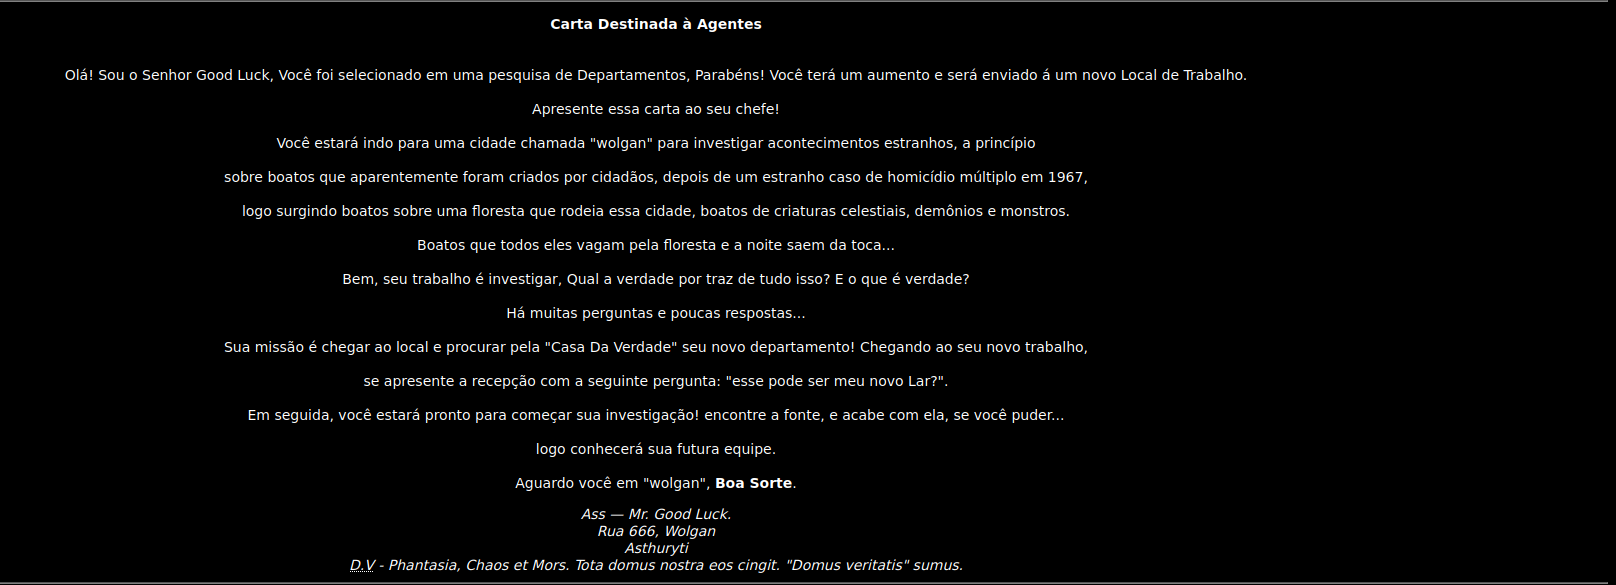 Carta Destinada à Agentes
Olá! Sou o Senhor Good Luck, Você foi selecionado em uma pesquisa de Departamentos, Parabéns! Você terá um aumento e será enviado á um novo Local de Trabalho.
Apresente essa carta ao seu chefe!
Você estará indo para uma cidade chamada "wolgan" para investigar acontecimentos estranhos, a princípio
sobre boatos que aparentemente foram criados por cidadãos, depois de um estranho caso de homicídio múltiplo em 1967,
logo surgindo boatos sobre uma floresta que rodeia essa cidade, boatos de criaturas celestiais, demônios e monstros.
Boatos que todos eles vagam pela floresta e a noite saem da toca...
Bem, seu trabalho é investigar, Qual a verdade por traz de tudo isso? E o que é verdade?
Há muitas perguntas e poucas respostas...
Sua missão é chegar ao local e procurar pela "Casa Da Verdade" seu novo departamento! Chegando ao seu novo trabalho,
se apresente a recepção com a seguinte pergunta: "esse pode ser meu novo Lar?".
Em seguida, você estará pronto para começar sua investigação! encontre a fonte, e acabe com ela, se você puder...
logo conhecerá sua futura equipe.
Aguardo você em "wolgan", Boa Sorte.
Ass — Mr. Good Luck.
Rua 666, Wolgan
Asthuryti
D.V - Phantasia, Chaos et Mors. Tota domus nostra eos cingit. "Domus veritatis" sumus.